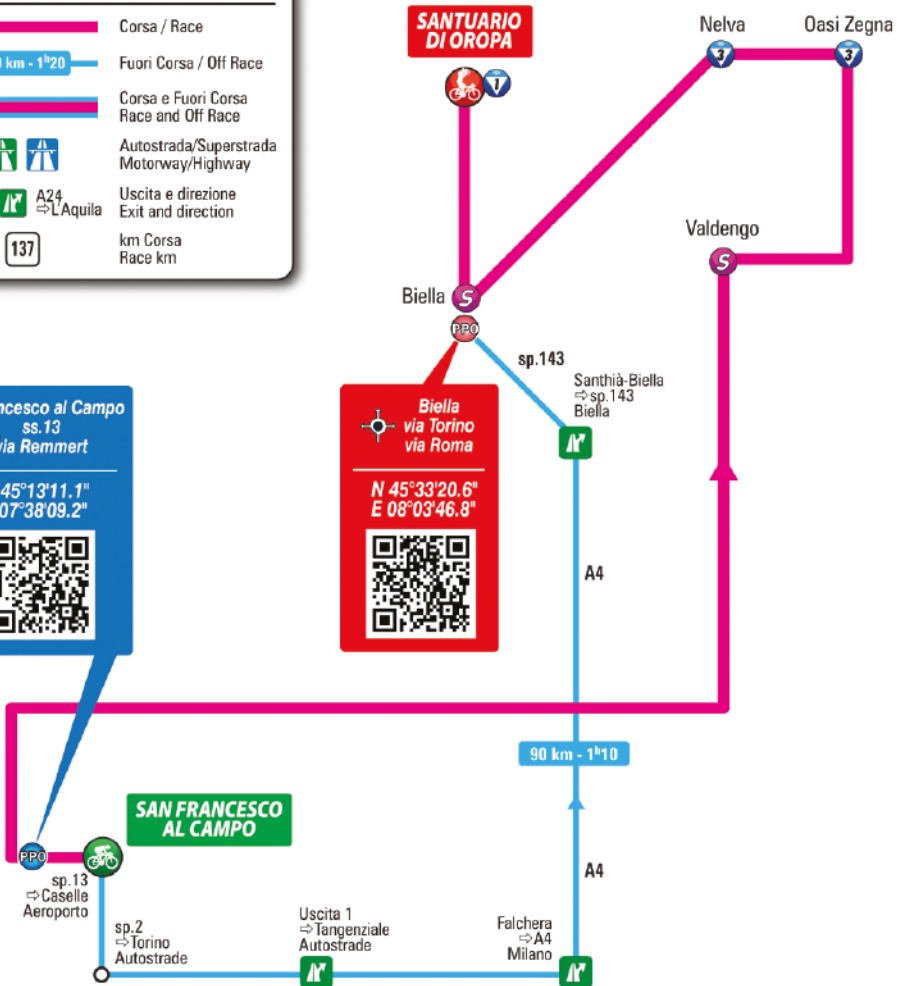 Corsa / Race
km - 1h20
Fuori Corsa / Off Race
Corsa e Fuori Corsa
Race and Off Race
Autostrada/Superstrada
Motorway/Highway
A24
⇨L'Aquila
Uscita e direzione
Exit and direction
137
km Corsa
Race km
SANTUARIO
DI OROPA
1
Nelva
3
Oasi Zegna
3
Valdengo
S
Biella
S
PPO
sp.143
Santhià-Biella
⇨sp.143
Biella
Biella
via Torino
via Roma
N 45°33'20.6"
E 08°03'46.8"
al Campo
ss.13
via Remmert
45°13'11.1"
07°38'09.2"
A4
90 km - 1h10
SAN FRANCESCO
AL CAMPO
PPO
sp.13
⇨Caselle
Aeroporto
sp.2
⇨Torino
Autostrade
Uscita 1
⇨Tangenziale
Autostrade
Falchera
⇨A4
Milano
A4